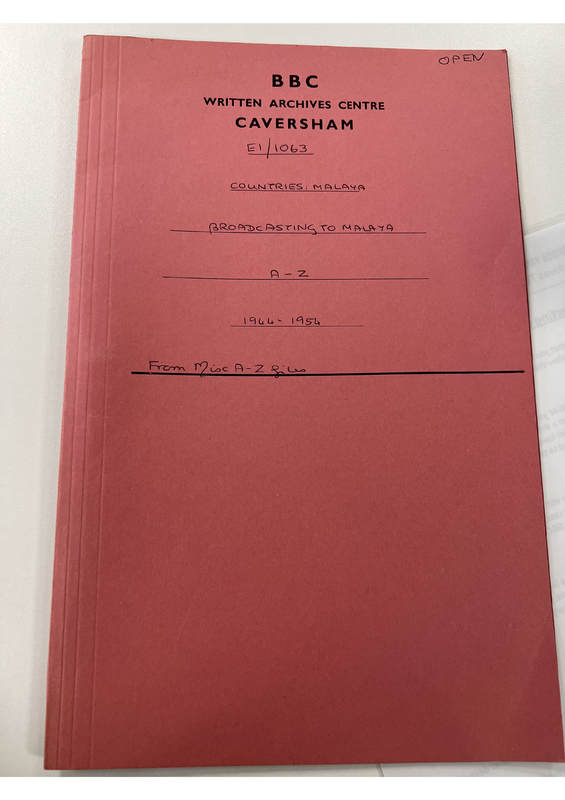 OPEN
BBC
WRITTEN ARCHIVES CENTRE
CAVERSHAM
E1/1063
COUNTRIES: MALAYA
BROADCASTING TO MALAYA
A-Z
1944-1954
From Misc A-Z files